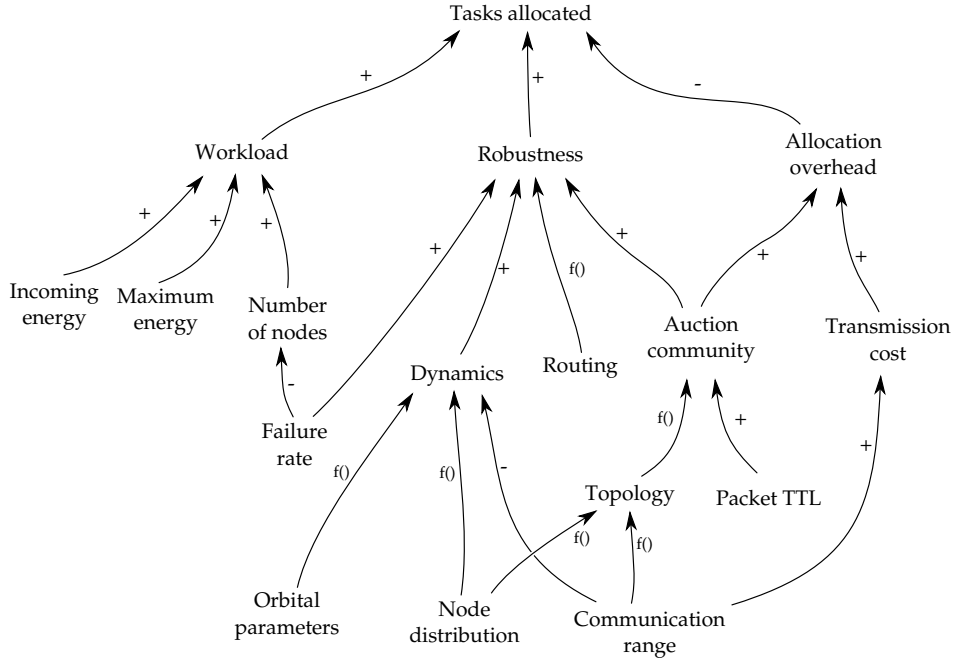 Tasks allocated
+
+
-
Workload
Robustness
Allocation
overhead
+
+
+
+
+
f()
+
+
+
Incoming
energy
Maximum
energy
Number
of nodes
Auction
community
Transmission
cost
Dynamics
Routing
-
Failure
rate
f()
f()
-
f()
+
+
Topology
Packet TTL
f()
f()
Orbital
parameters
Node
distribution
Communication
range